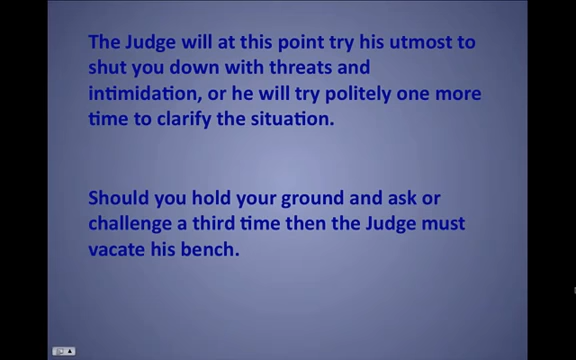 The Judge will at this point try his utmost to
shut you down with threats and
intimidation, or he will try politely one more
time to clarify the situation.
Should you hold your ground and ask or
challenge a third time then the Judge must
vacate his bench.